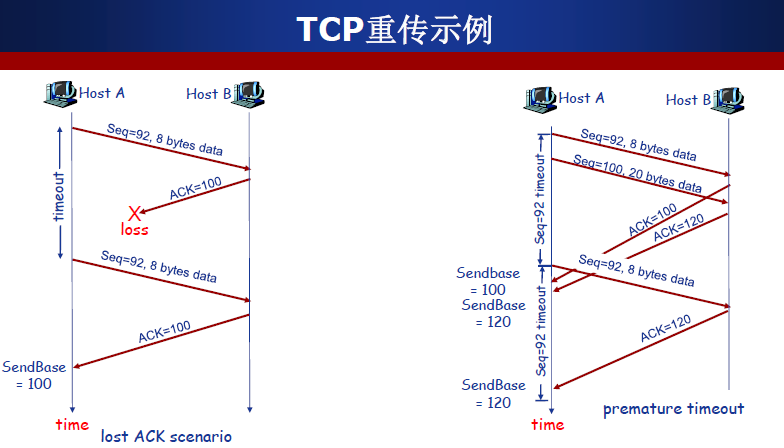 TCP重传示例
Host A
Host B
Seq=92, 8 bytes data
timeout
ACK=100
X
loss
Seq=92, 8 bytes data
ACK=100
SendBase
= 100
time
lost ACK scenario
Host A
Host B
Seq=92, 8 bytes data
Seq=100, 20 bytes data
Seq=92 timeout
ACK=100
ACK=120
Seq=92, 8 bytes data
Sendbase
= 100
SendBase
= 120
Seq=92 timeout
ACK=120
SendBase
= 120
premature timeout
time